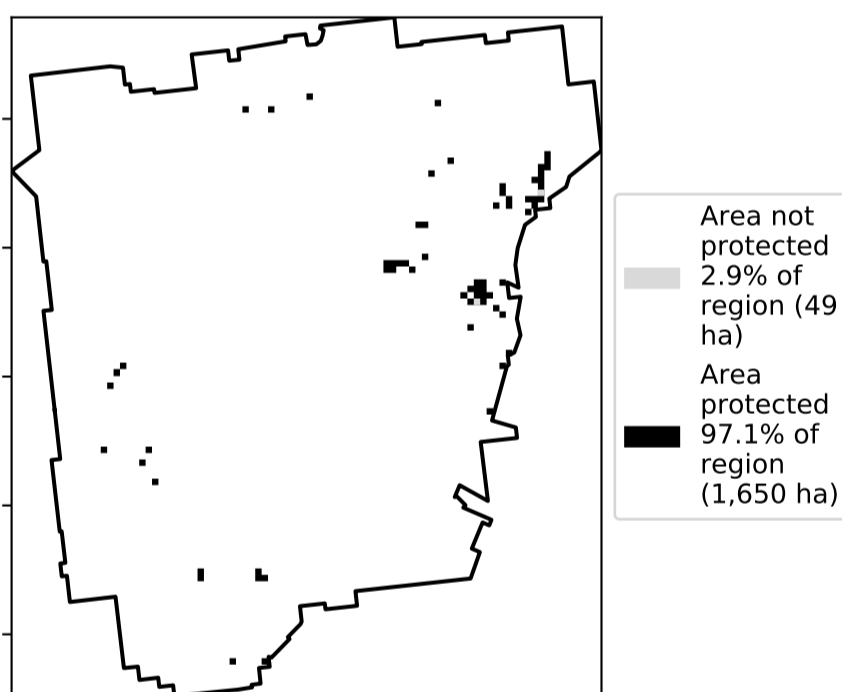 Area not
protected
2.9% of
region (49
ha)
Area
protected
97.1% of
region
(1,650 ha)